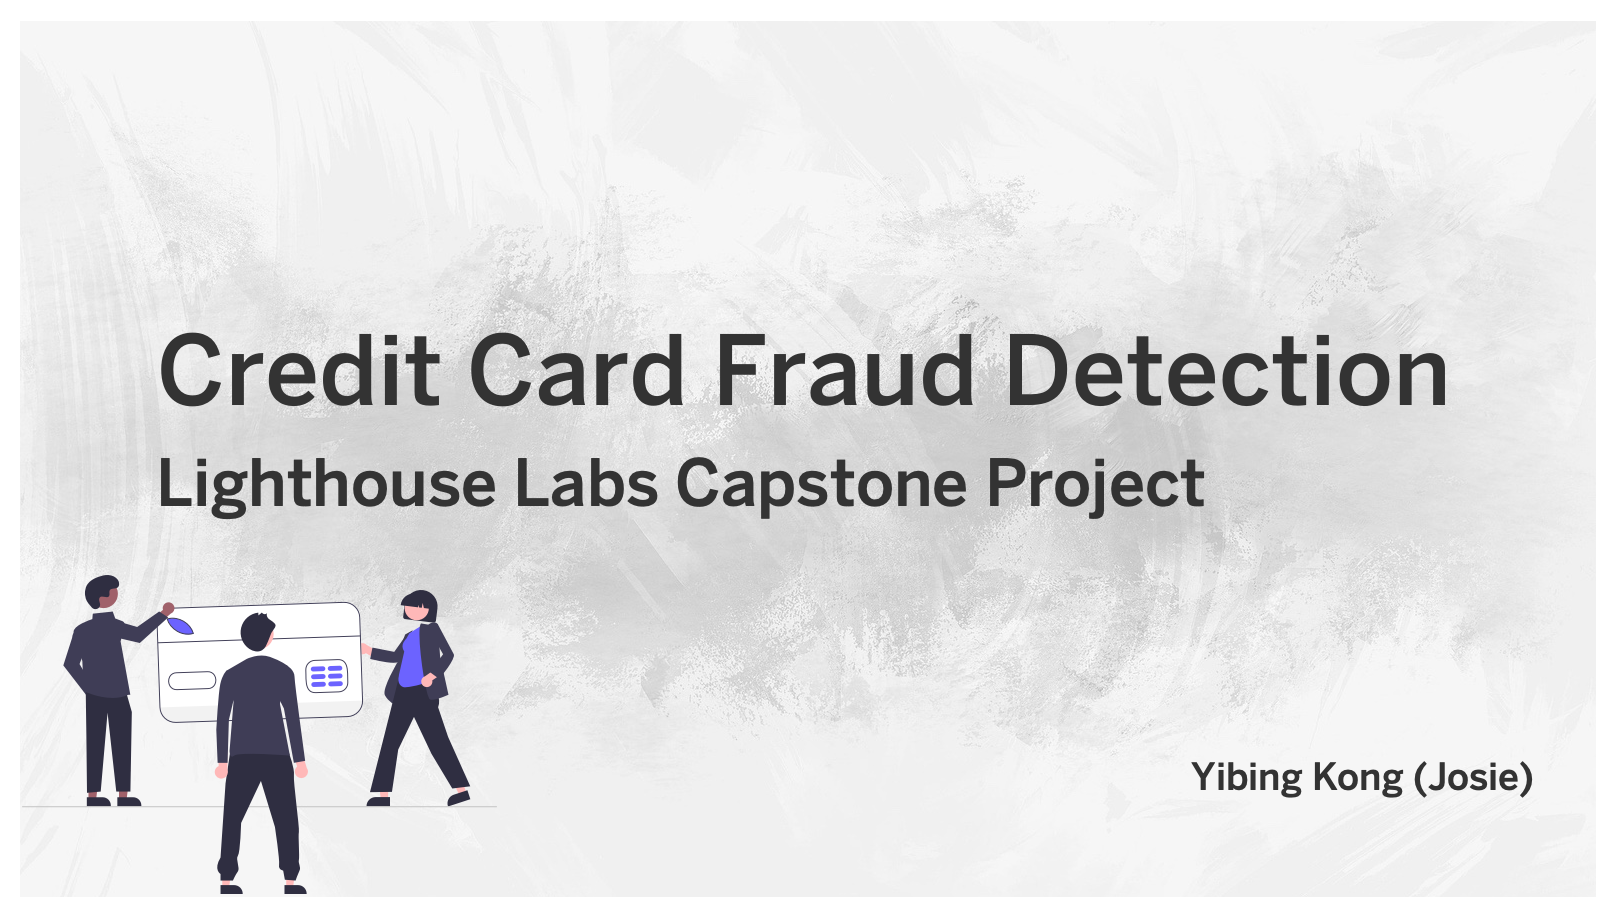 Credit Card Fraud Detection
Lighthouse Labs Capstone Project
Yibing Kong (Josie)